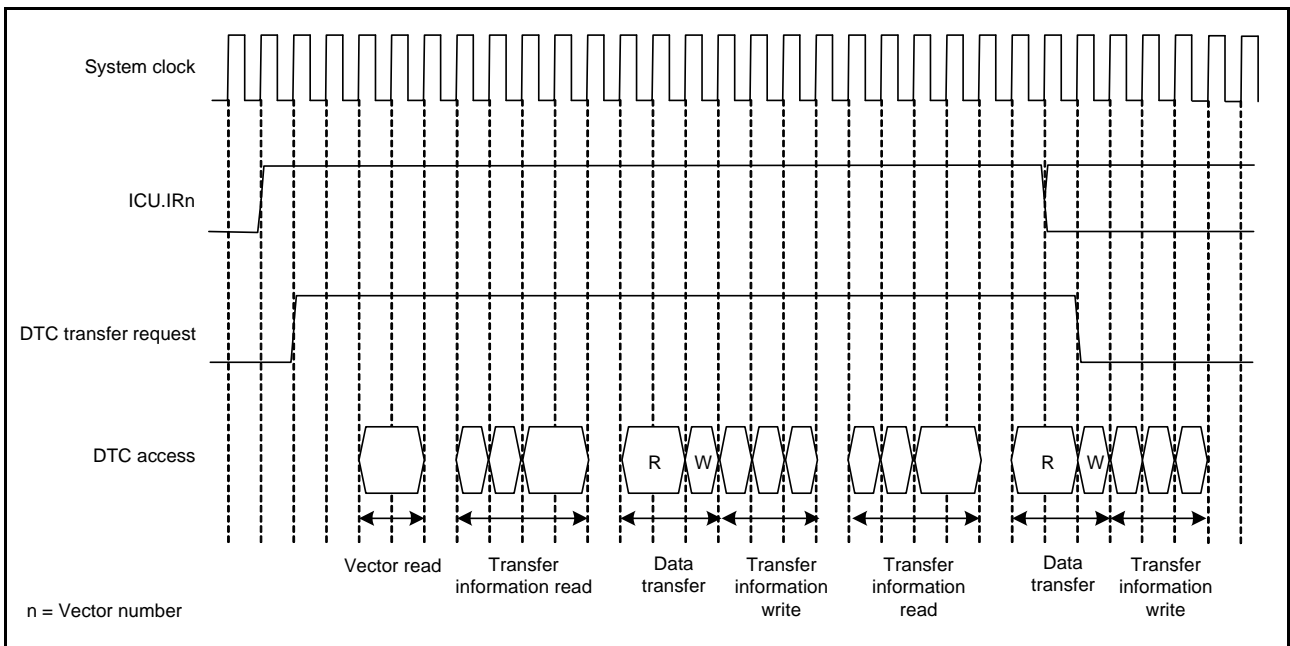 System clock
ICU.IRn
DTC transfer request
DTC access
R
W
R
W
Vector read
Transfer
information read
Data
transfer
Transfer
information
write
Transfer
information
read
Data
transfer
Transfer
information
write
n = Vector number